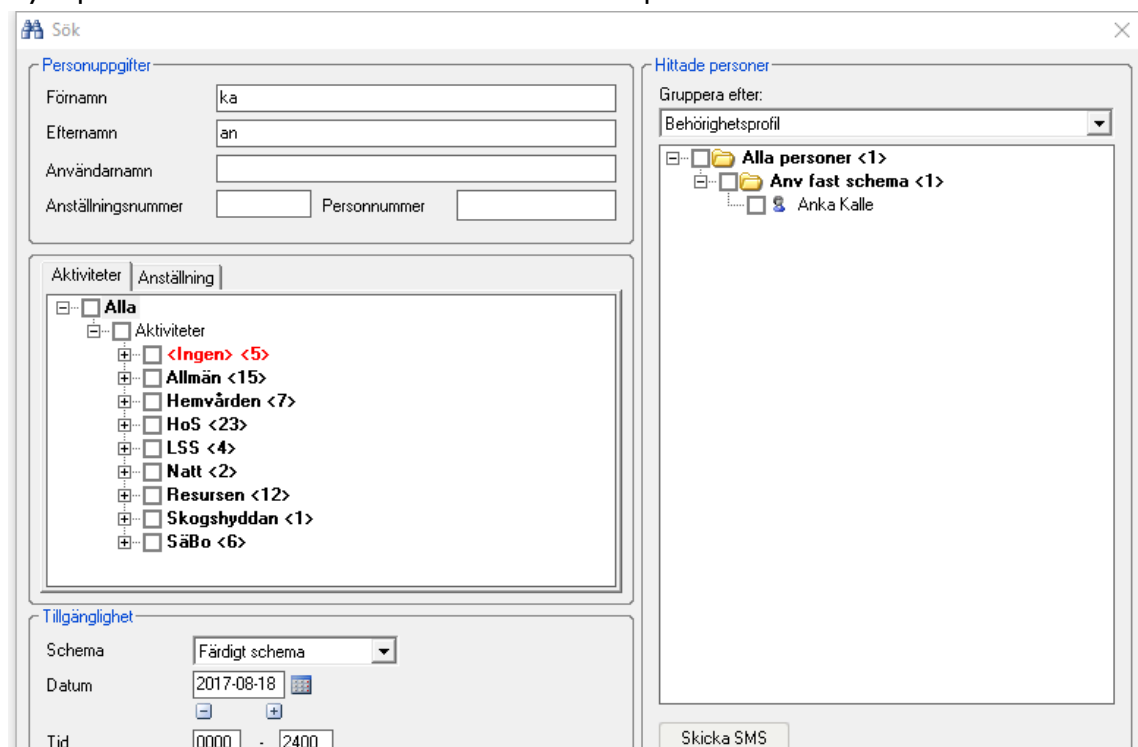 Sök
Personuppgifter
Förnamn ka
Efternamn an
Användarnamn
Anställningsnummer Personnummer
Aktiviteter Anställning
Alla
Aktiviteter
<Ingen> <5>
Allmän <15>
Hemvården <7>
HoS <23>
LSS <4>
Natt <2>
Resursen <12>
Skogshyddan <1>
SäBo <6>
Tillgänglighet
Schema Färdigt schema
Datum 2017-08-18
Tid 0000 - 2400
Hittade personer
Gruppera efter:
Behörighetsprofil
Alla personer <1>
Anv fast schema <1>
Anka Kalle
Skicka SMS